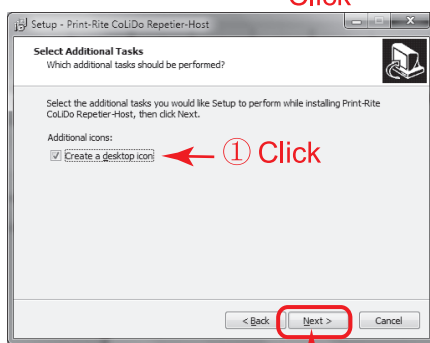 Click
Setup - Print-Rite CoLiDo Repetier-Host
Select Additional Tasks
Which additional tasks should be performed?
Select the additional tasks you would like Setup to perform while installing Print-Rite
CoLiDo Repetier-Host, then click Next.
Additional icons:
Create a desktop icon
① Click
< Back
Next >
Cancel